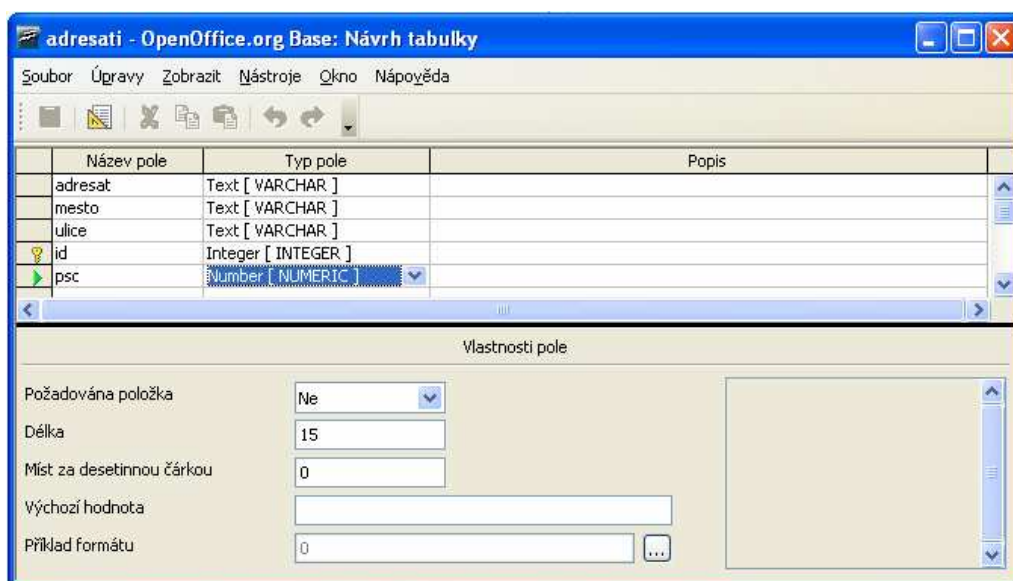 adresati - OpenOffice.org Base: Návrh tabulky
Soubor Úpravy Zobrazit Nástroje Okno Nápověda
Název pole Typ pole Popis
adresat Text [ VARCHAR ]
mesto Text [ VARCHAR ]
ulice Text [ VARCHAR ]
id Integer [ INTEGER ]
psc Number [ NUMERIC ]
Vlastnosti pole
Požadována položka Ne
Délka 15
Míst za desetinnou čárkou 0
Výchozí hodnota
Příklad formátu 0 ...